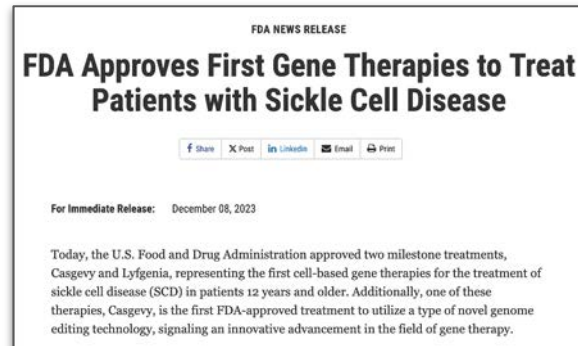 FDA NEWS RELEASE
FDA Approves First Gene Therapies to Treat
Patients with Sickle Cell Disease
f Share X Post in Linkedin Email Print
For Immediate Release: December 08, 2023
Today, the U.S. Food and Drug Administration approved two milestone treatments,
Casgevy and Lyfgenia, representing the first cell-based gene therapies for the treatment of
sickle cell disease (SCD) in patients 12 years and older. Additionally, one of these
therapies, Casgevy, is the first FDA-approved treatment to utilize a type of novel genome
editing technology, signaling an innovative advancement in the field of gene therapy.